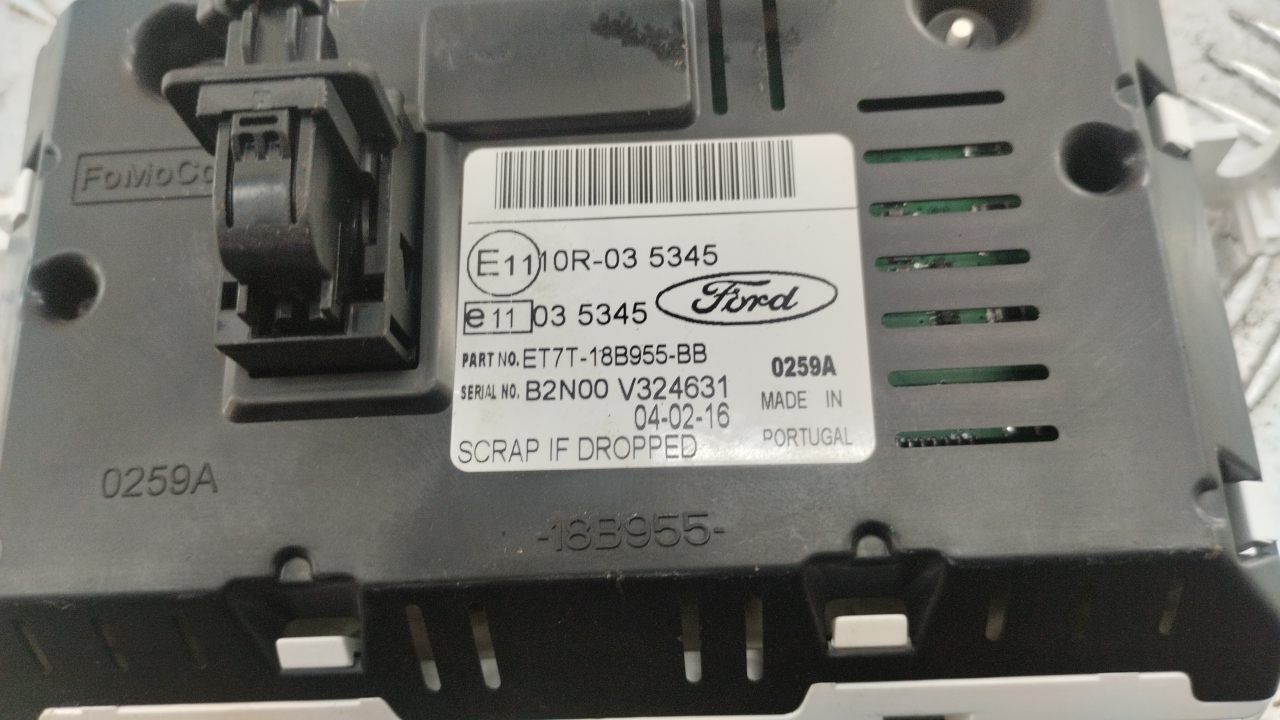 FoMoCo
E11 10R-03 5345
e11 03 5345 Ford
PART NO. ET7T-18B955-BB
0259A
SERIAL NO. B2N00 V324631
04-02-16
MADE IN
PORTUGAL
SCRAP IF DROPPED
0259A
-18B955-